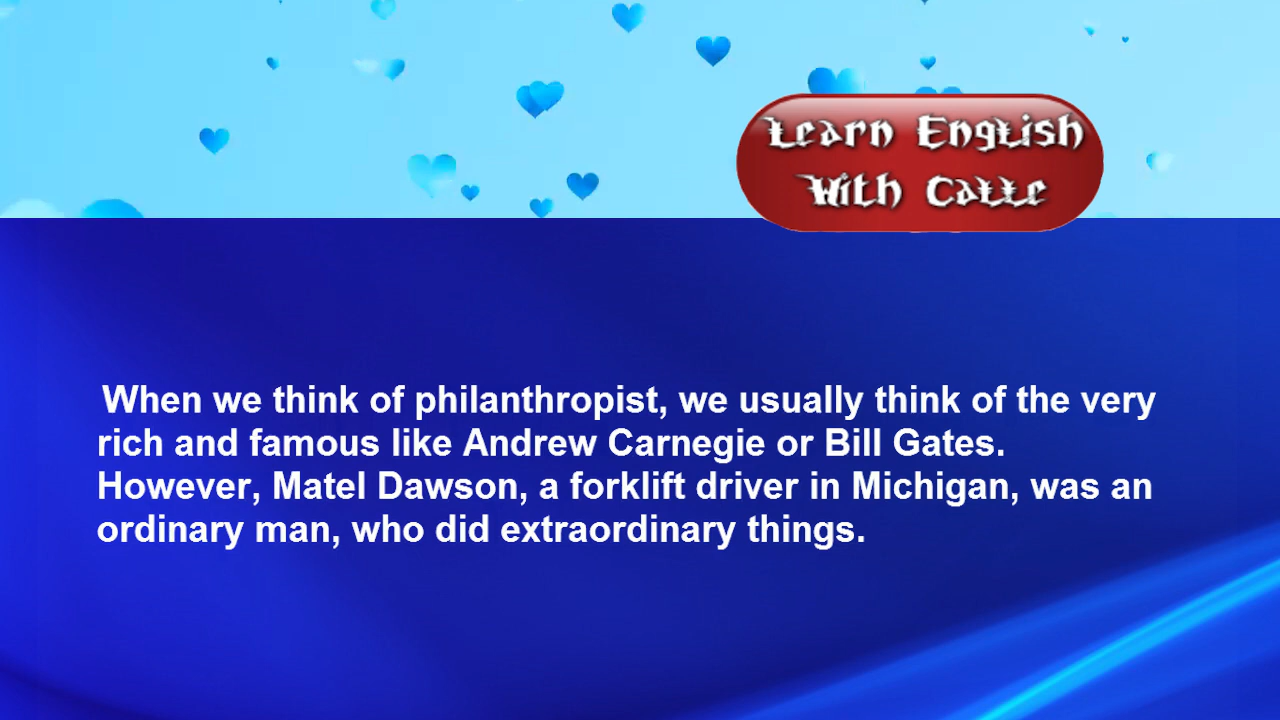 Learn English
With Catte
When we think of philanthropist, we usually think of the very
rich and famous like Andrew Carnegie or Bill Gates.
However, Matel Dawson, a forklift driver in Michigan, was an
ordinary man, who did extraordinary things.